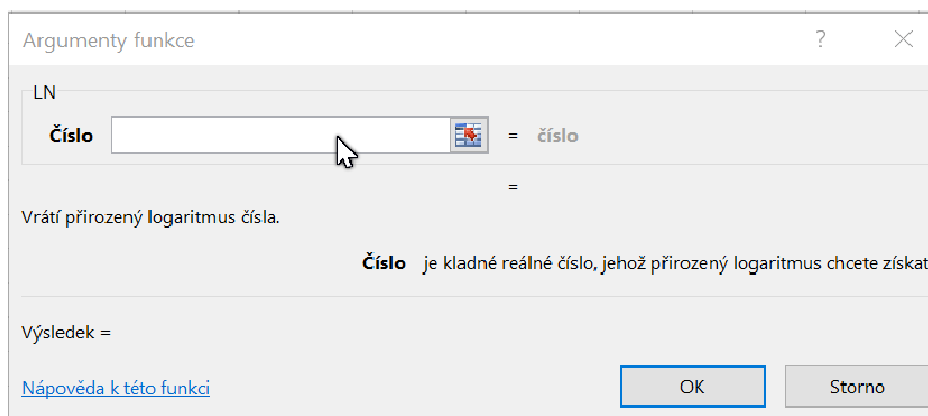 Argumenty funkce
LN
Číslo = číslo
=
Vrátí přirozený logaritmus čísla.
Číslo je kladné reálné číslo, jehož přirozený logaritmus chcete získat
Výsledek =
Nápověda k této funkci
OK Storno